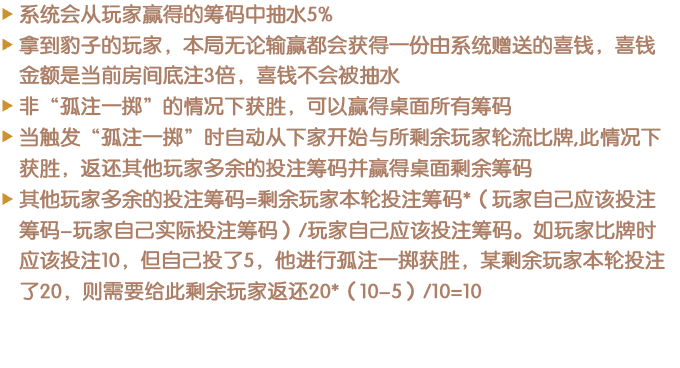 系统会从玩家赢得的筹码中抽水5%
拿到豹子的玩家，本局无论输赢都会获得一份由系统赠送的喜钱，喜钱
金额是当前房间底注3倍，喜钱不会被抽水
非“孤注一掷”的情况下获胜，可以赢得桌面所有筹码
当触发“孤注一掷”时自动从下家开始与所剩余玩家轮流比牌,此情况下
获胜，返还其他玩家多余的投注筹码并赢得桌面剩余筹码
其他玩家多余的投注筹码=剩余玩家本轮投注筹码*（玩家自己应该投注
筹码-玩家自己实际投注筹码）/玩家自己应该投注筹码。如玩家比牌时
应该投注10，但自己投了5，他进行孤注一掷获胜，某剩余玩家本轮投注
了20，则需要给此剩余玩家返还20*（10-5）/10=10